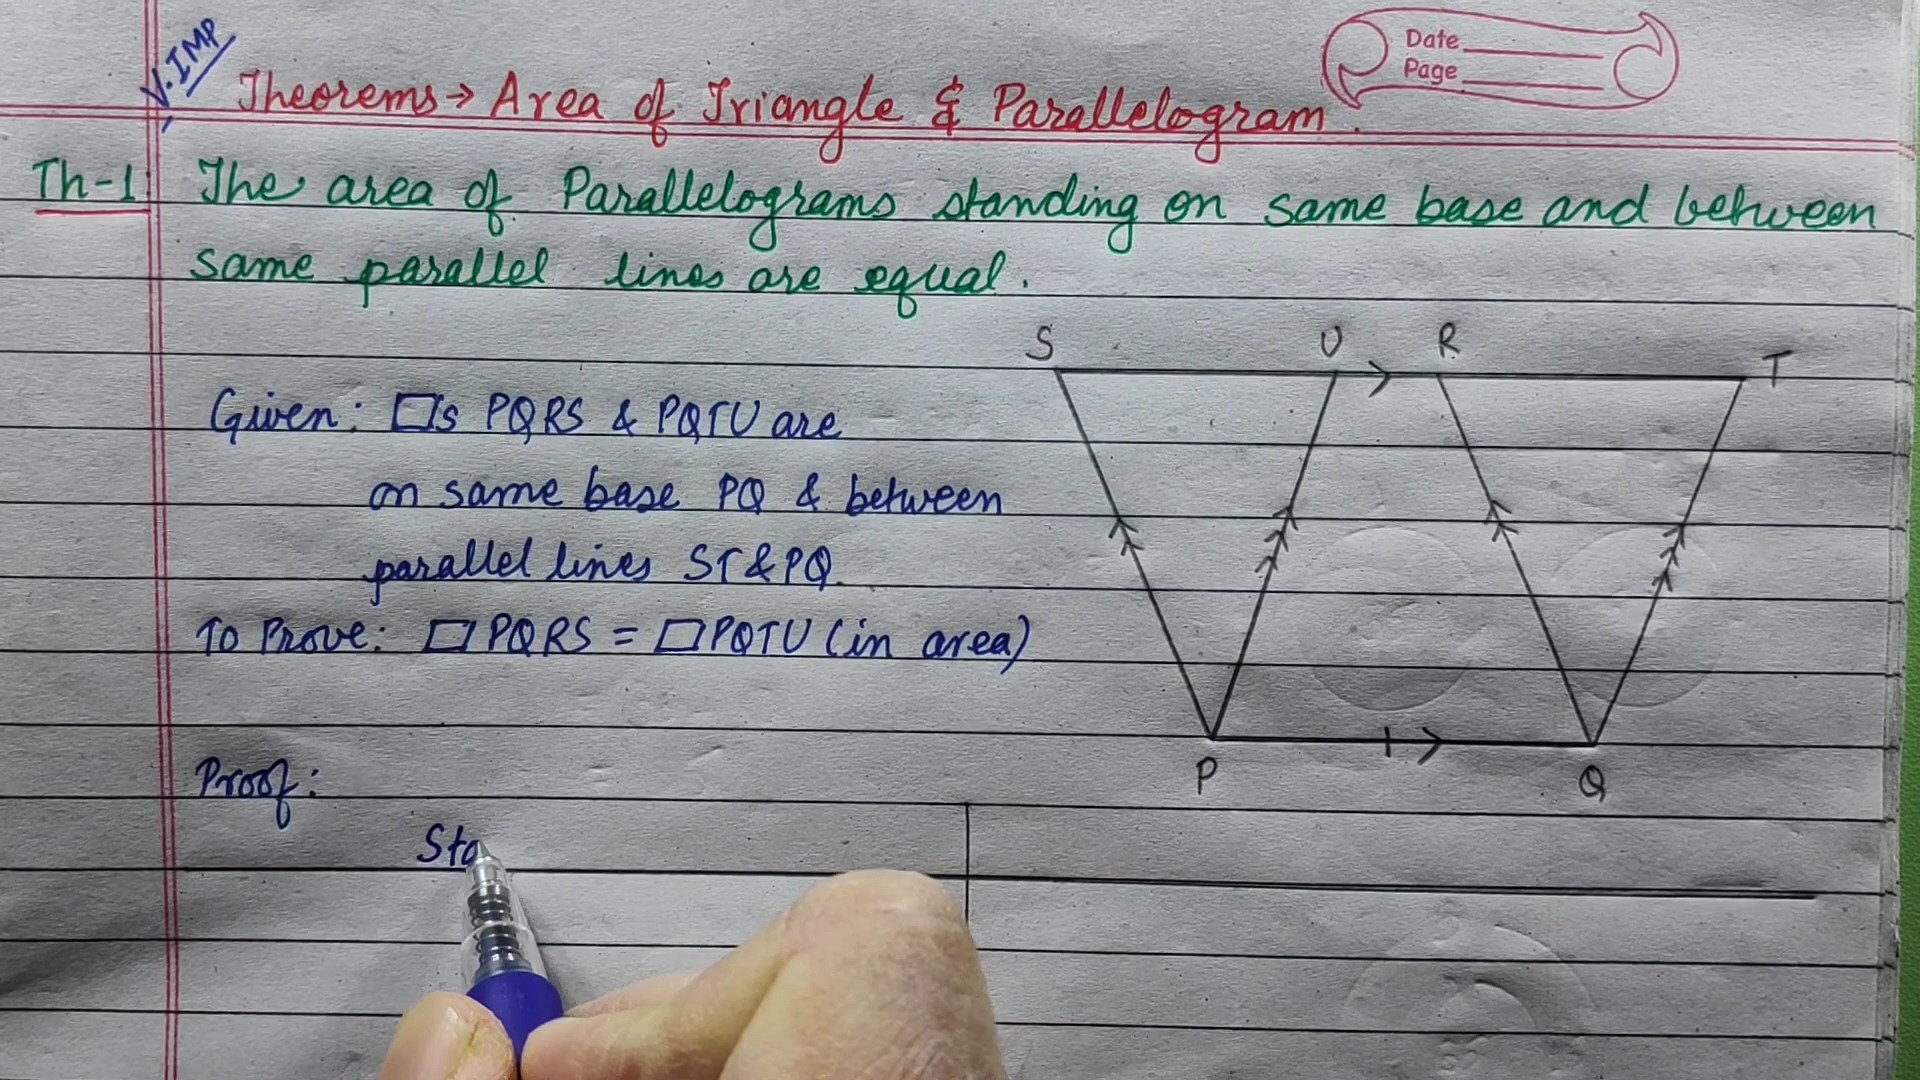 V. IMP
Date
Page
Theorems → Area of Triangle & Parallelogram.
Th-1: The area of Parallelograms standing on same base and between
same parallel lines are equal.
S U R T
Given: ▱s PQRS & PQTU are
on same base PQ & between
parallel lines ST & PQ.
To Prove: ▱PQRS = ▱PQTU (in area)
P Q
Proof:
Sta